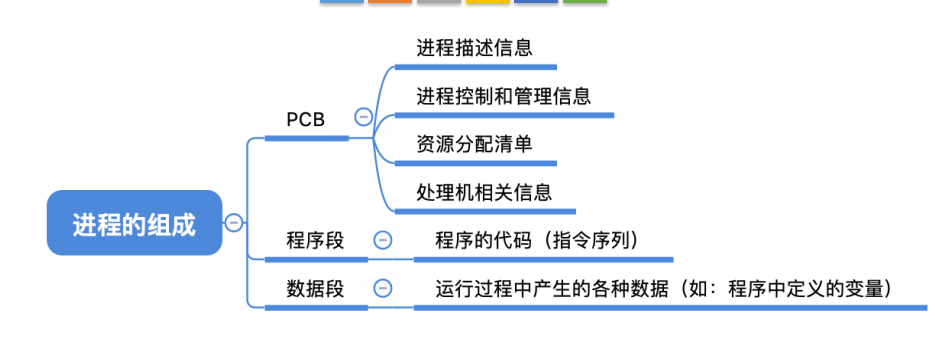 进程描述信息
进程控制和管理信息
PCB
资源分配清单
处理机相关信息
进程的组成
程序段
程序的代码（指令序列）
数据段
运行过程中产生的各种数据（如：程序中定义的变量）